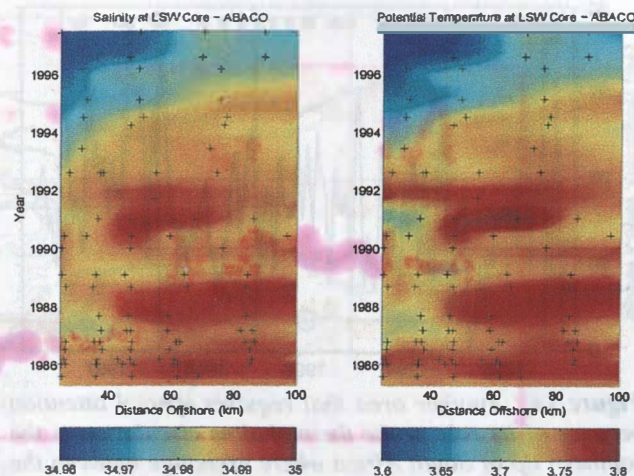 Salinity at LSW Core – ABACO
Potential Temperature at LSW Core – ABACO
Year
1996
1994
1992
1990
1988
1986
40 60 80 100
Distance Offshore (km)
34.96 34.97 34.98 34.99 35
1996
1994
1992
1990
1988
1986
40 60 80 100
Distance Offshore (km)
3.6 3.65 3.7 3.75 3.8